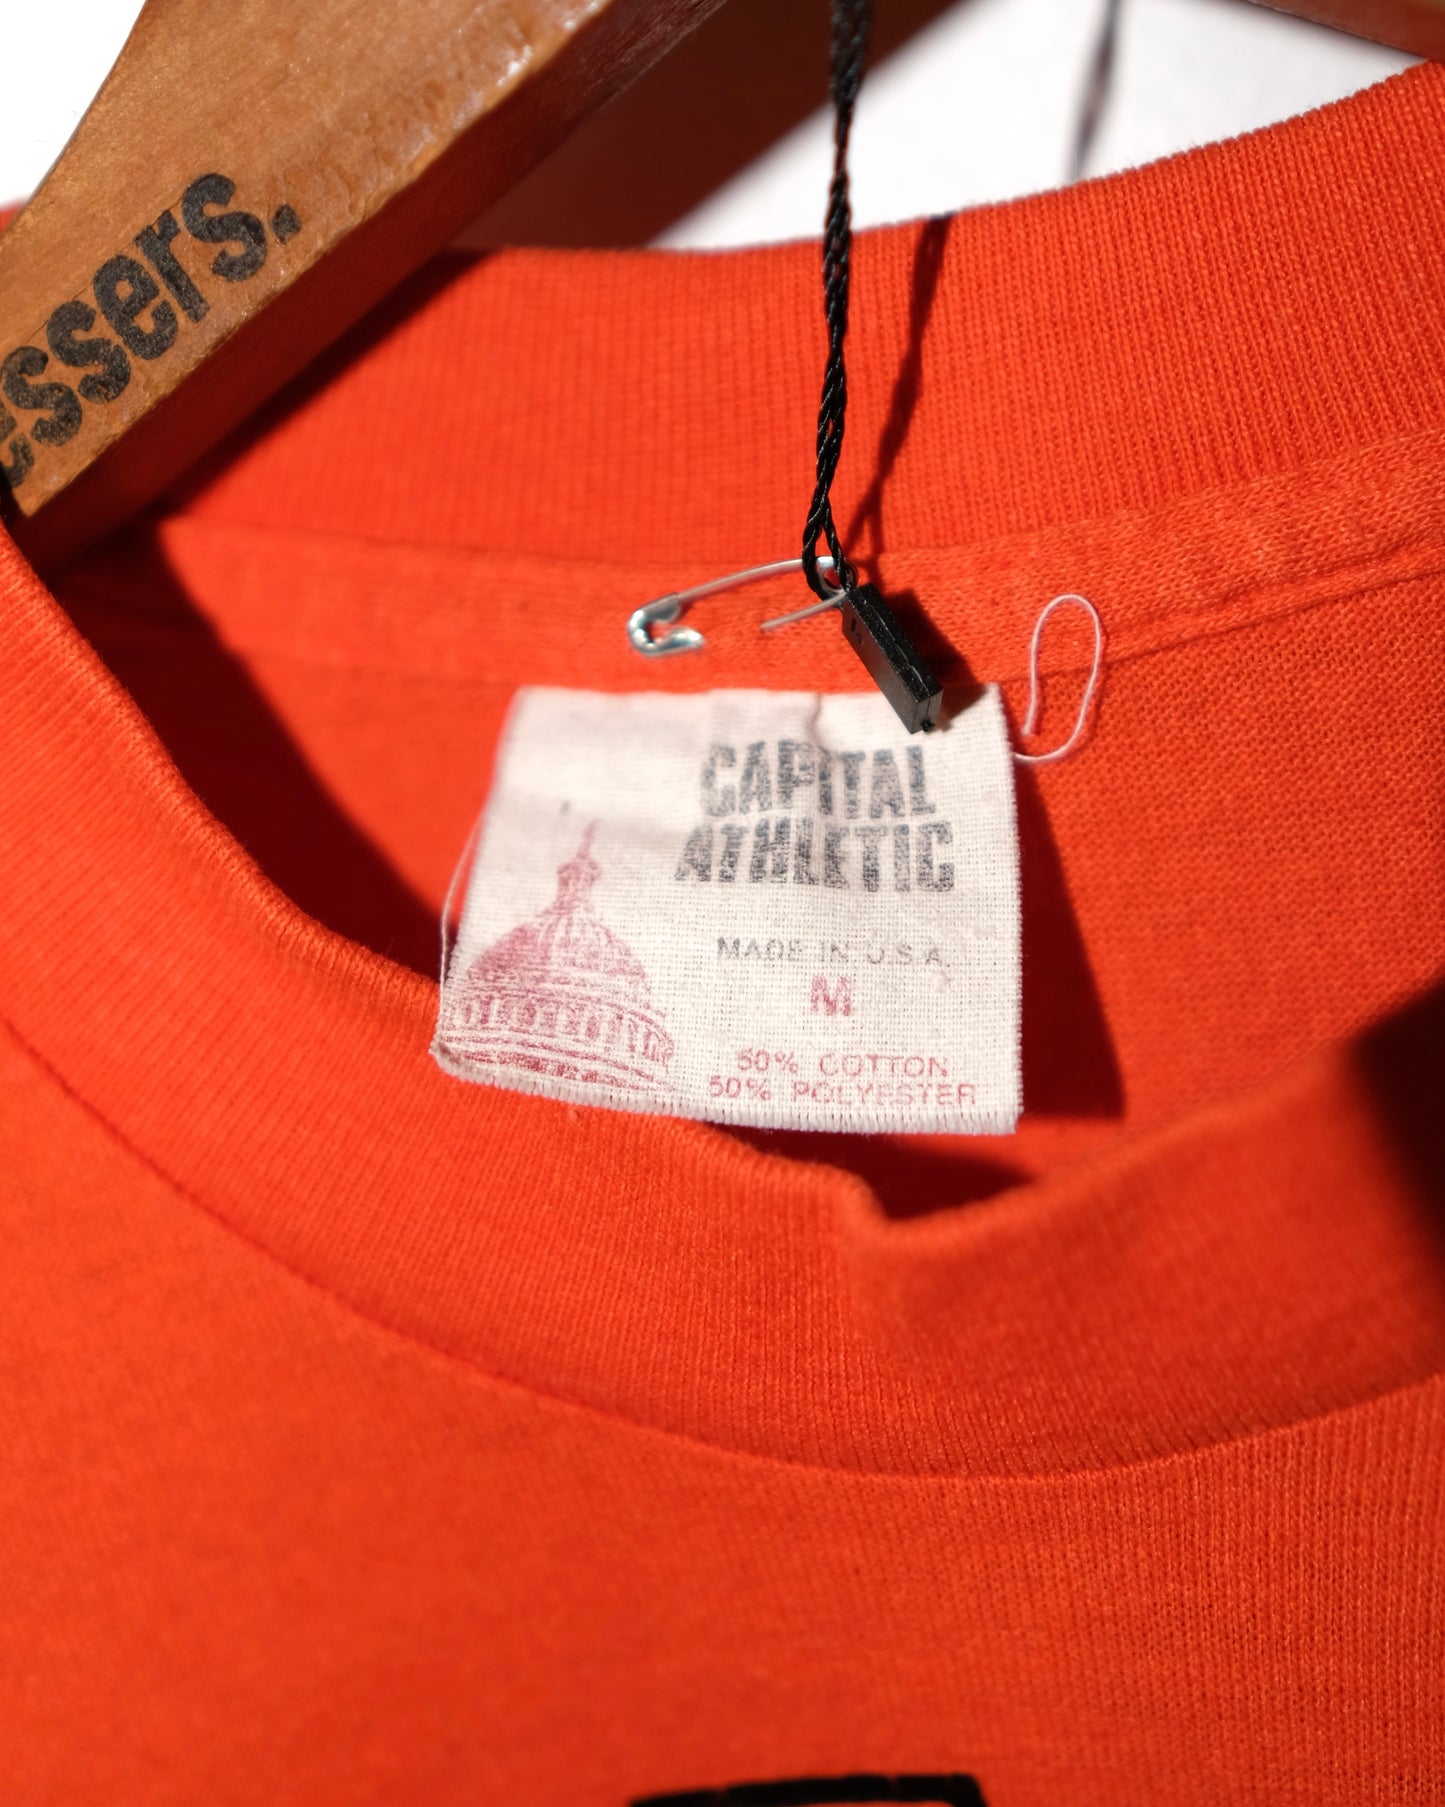 essers.
CAPITAL
ATHLETIC
MADE IN U.S.A.
M
50% COTTON
50% POLYESTER